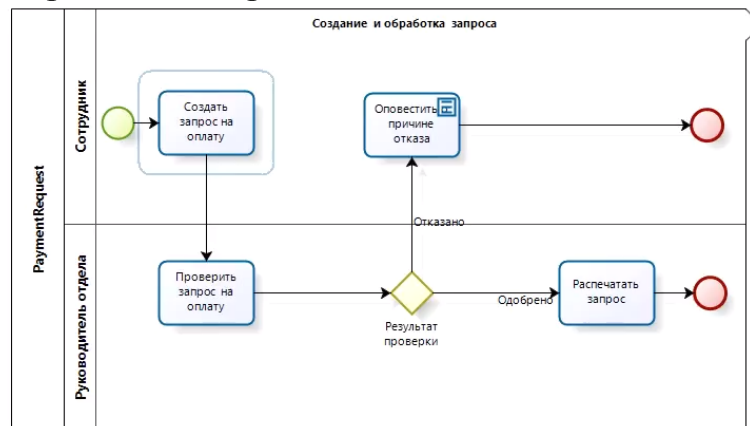 Создание и обработка запроса
PaymentRequest
Сотрудник
Создать
запрос на
оплату
Оповестить
причине
отказа
Отказано
Руководитель отдела
Проверить
запрос на
оплату
Результат
проверки
Одобрено
Распечатать
запрос